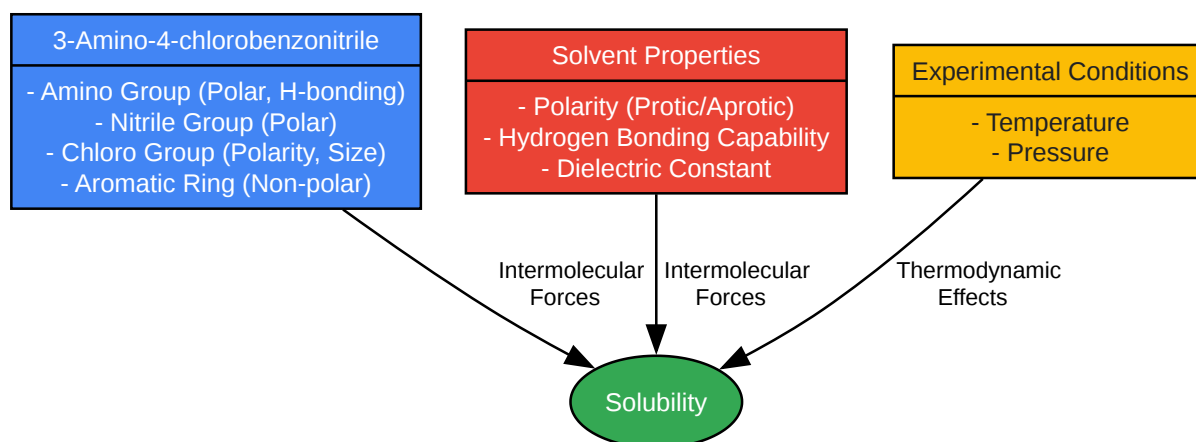 3-Amino-4-chlorobenzonitrile
- Amino Group (Polar, H-bonding)
- Nitrile Group (Polar)
- Chloro Group (Polarity, Size)
- Aromatic Ring (Non-polar)
Solvent Properties
- Polarity (Protic/Aprotic)
- Hydrogen Bonding Capability
- Dielectric Constant
Experimental Conditions
- Temperature
- Pressure
Intermolecular
Forces
Intermolecular
Forces
Thermodynamic
Effects
Solubility